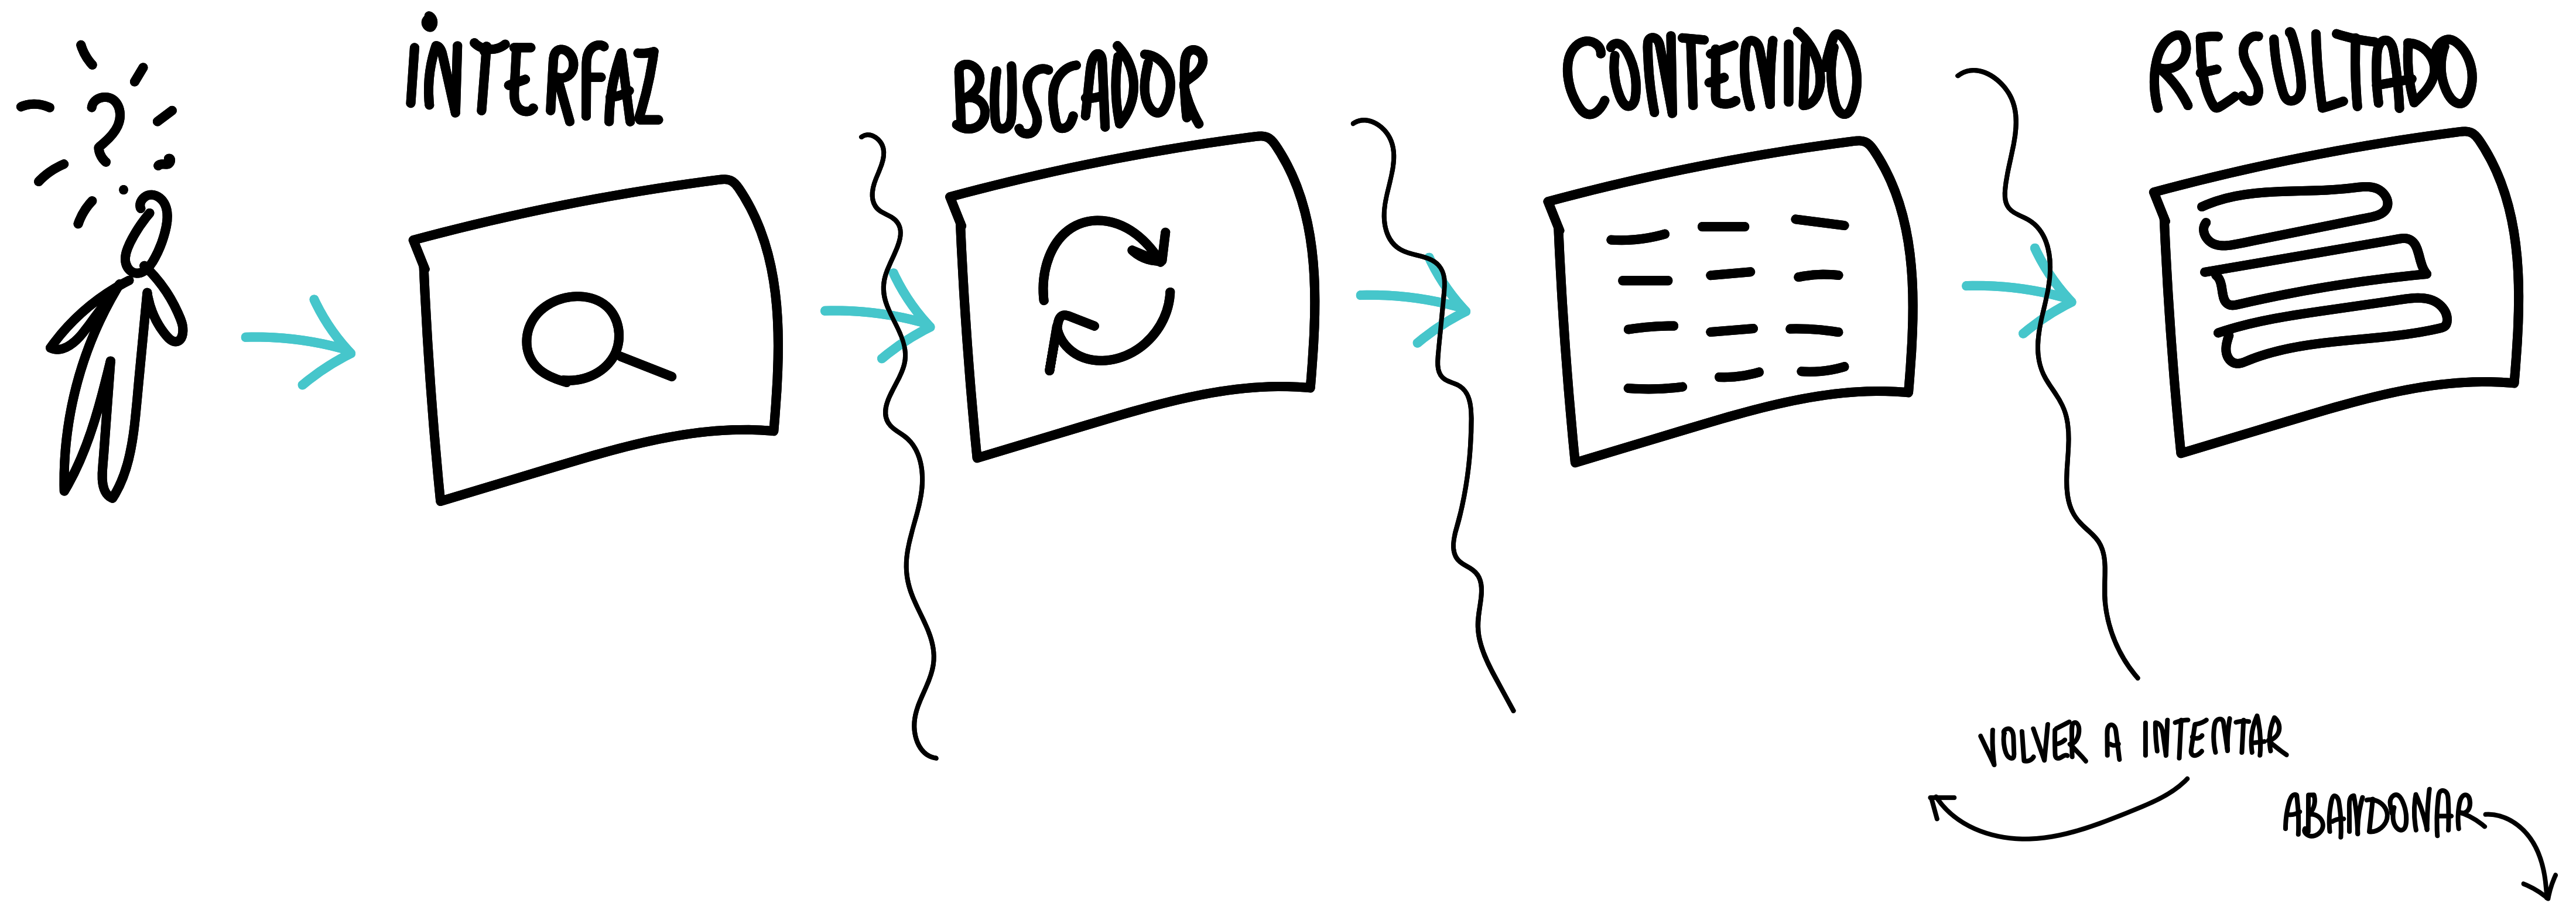 INTERFAZ
BUSCADOR
CONTENIDO
RESULTADO
?
VOLVER A INTENTAR
ABANDONAR